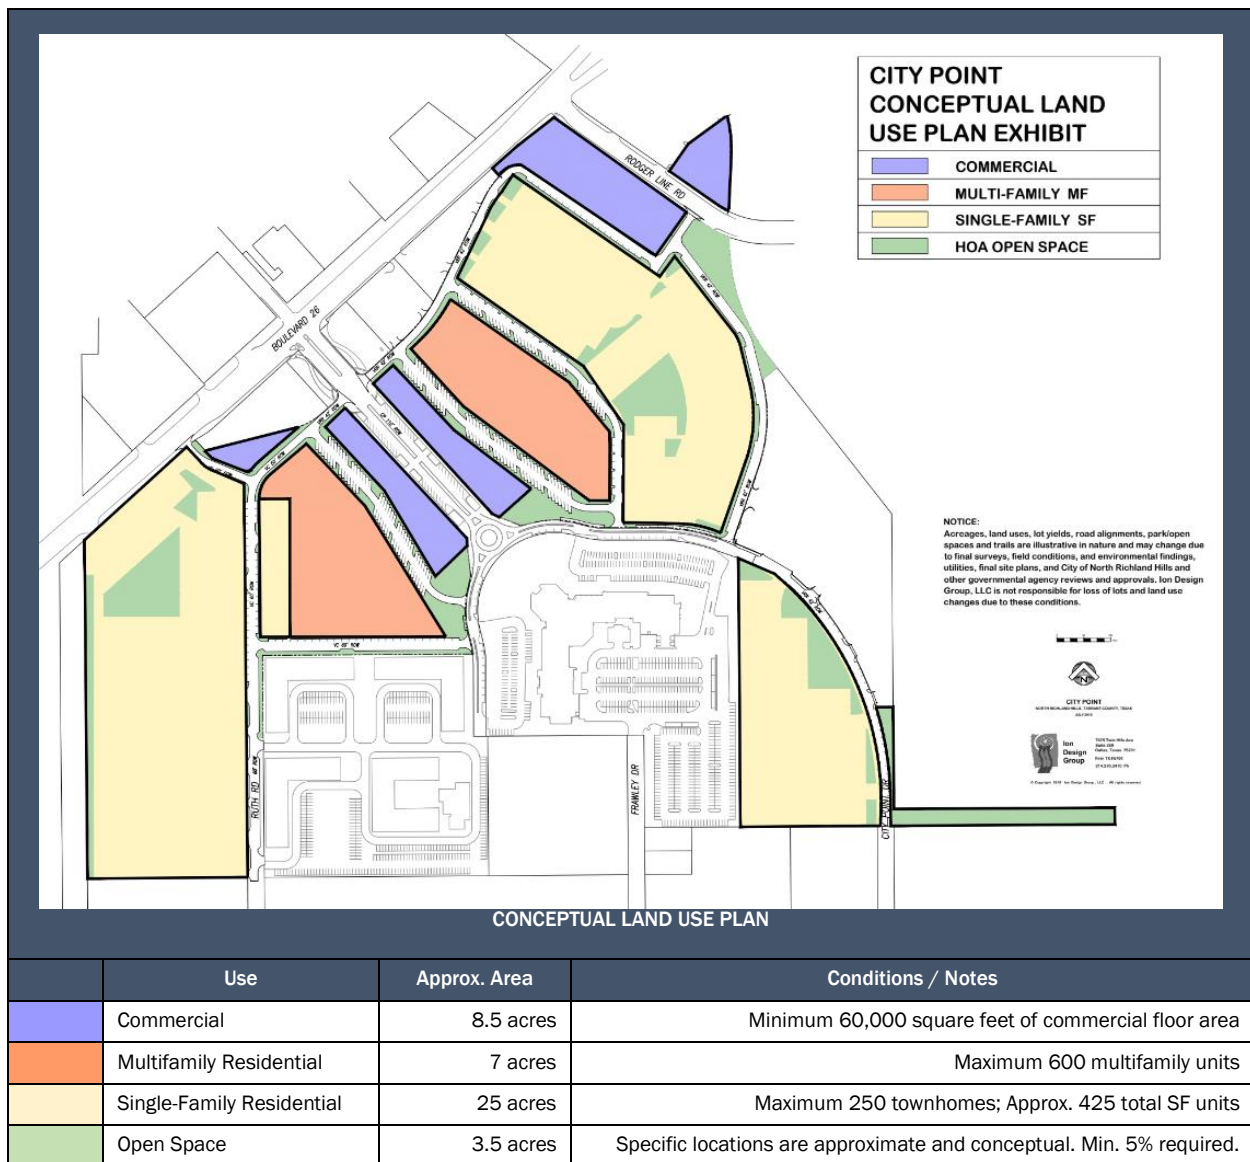 CITY POINT
CONCEPTUAL LAND
USE PLAN EXHIBIT
COMMERCIAL
MULTI-FAMILY MF
SINGLE-FAMILY SF
HOA OPEN SPACE
RODGER LINE RD
BOULEVARD 26
NOTICE:
Acreages, land uses, lot yields, road alignments, park/open
spaces and trails are illustrative in nature and may change due
to final surveys, field conditions, and environmental findings,
utilities, final site plans, and City of North Richland Hills and
other governmental agency reviews and approvals. Ion Design
Group, LLC is not responsible for loss of lots and land use
changes due to these conditions.
N
CITY POINT
NORTH RICHLAND HILLS, TARRANT COUNTY, TEXAS
Ion
Design
Group
RUTH RD
FRAWLEY DR
CITY POINT DR
CONCEPTUAL LAND USE PLAN
Use Approx. Area Conditions / Notes
Commercial 8.5 acres Minimum 60,000 square feet of commercial floor area
Multifamily Residential 7 acres Maximum 600 multifamily units
Single-Family Residential 25 acres Maximum 250 townhomes; Approx. 425 total SF units
Open Space 3.5 acres Specific locations are approximate and conceptual. Min. 5% required.